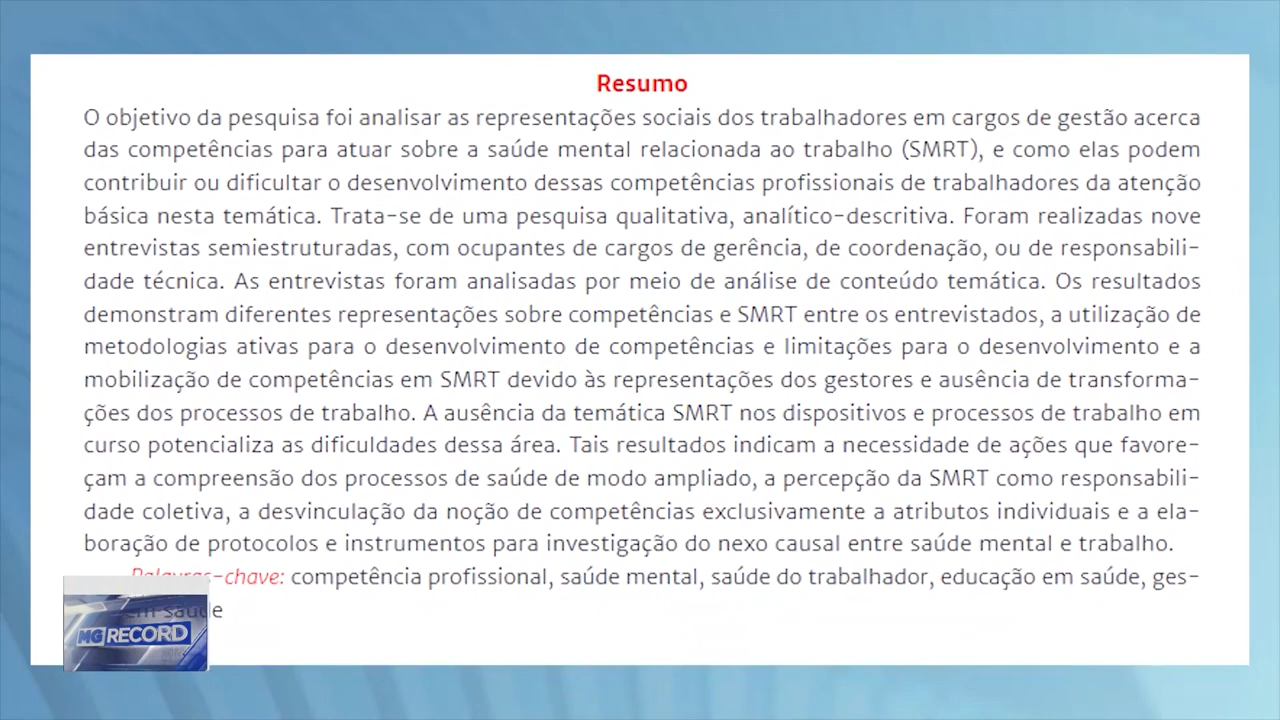 Resumo
O objetivo da pesquisa foi analisar as representações sociais dos trabalhadores em cargos de gestão acerca
das competências para atuar sobre a saúde mental relacionada ao trabalho (SMRT), e como elas podem
contribuir ou dificultar o desenvolvimento dessas competências profissionais de trabalhadores da atenção
básica nesta temática. Trata-se de uma pesquisa qualitativa, analítico-descritiva. Foram realizadas nove
entrevistas semiestruturadas, com ocupantes de cargos de gerência, de coordenação, ou de responsabili-
dade técnica. As entrevistas foram analisadas por meio de análise de conteúdo temática. Os resultados
demonstram diferentes representações sobre competências e SMRT entre os entrevistados, a utilização de
metodologias ativas para o desenvolvimento de competências e limitações para o desenvolvimento e a
mobilização de competências em SMRT devido às representações dos gestores e ausência de transforma-
ções dos processos de trabalho. A ausência da temática SMRT nos dispositivos e processos de trabalho em
curso potencializa as dificuldades dessa área. Tais resultados indicam a necessidade de ações que favore-
çam a compreensão dos processos de saúde de modo ampliado, a percepção da SMRT como responsabili-
dade coletiva, a desvinculação da noção de competências exclusivamente a atributos individuais e a ela-
boração de protocolos e instrumentos para investigação do nexo causal entre saúde mental e trabalho.
Palavras-chave: competência profissional, saúde mental, saúde do trabalhador, educação em saúde, ges-
em saúde
MG RECORD